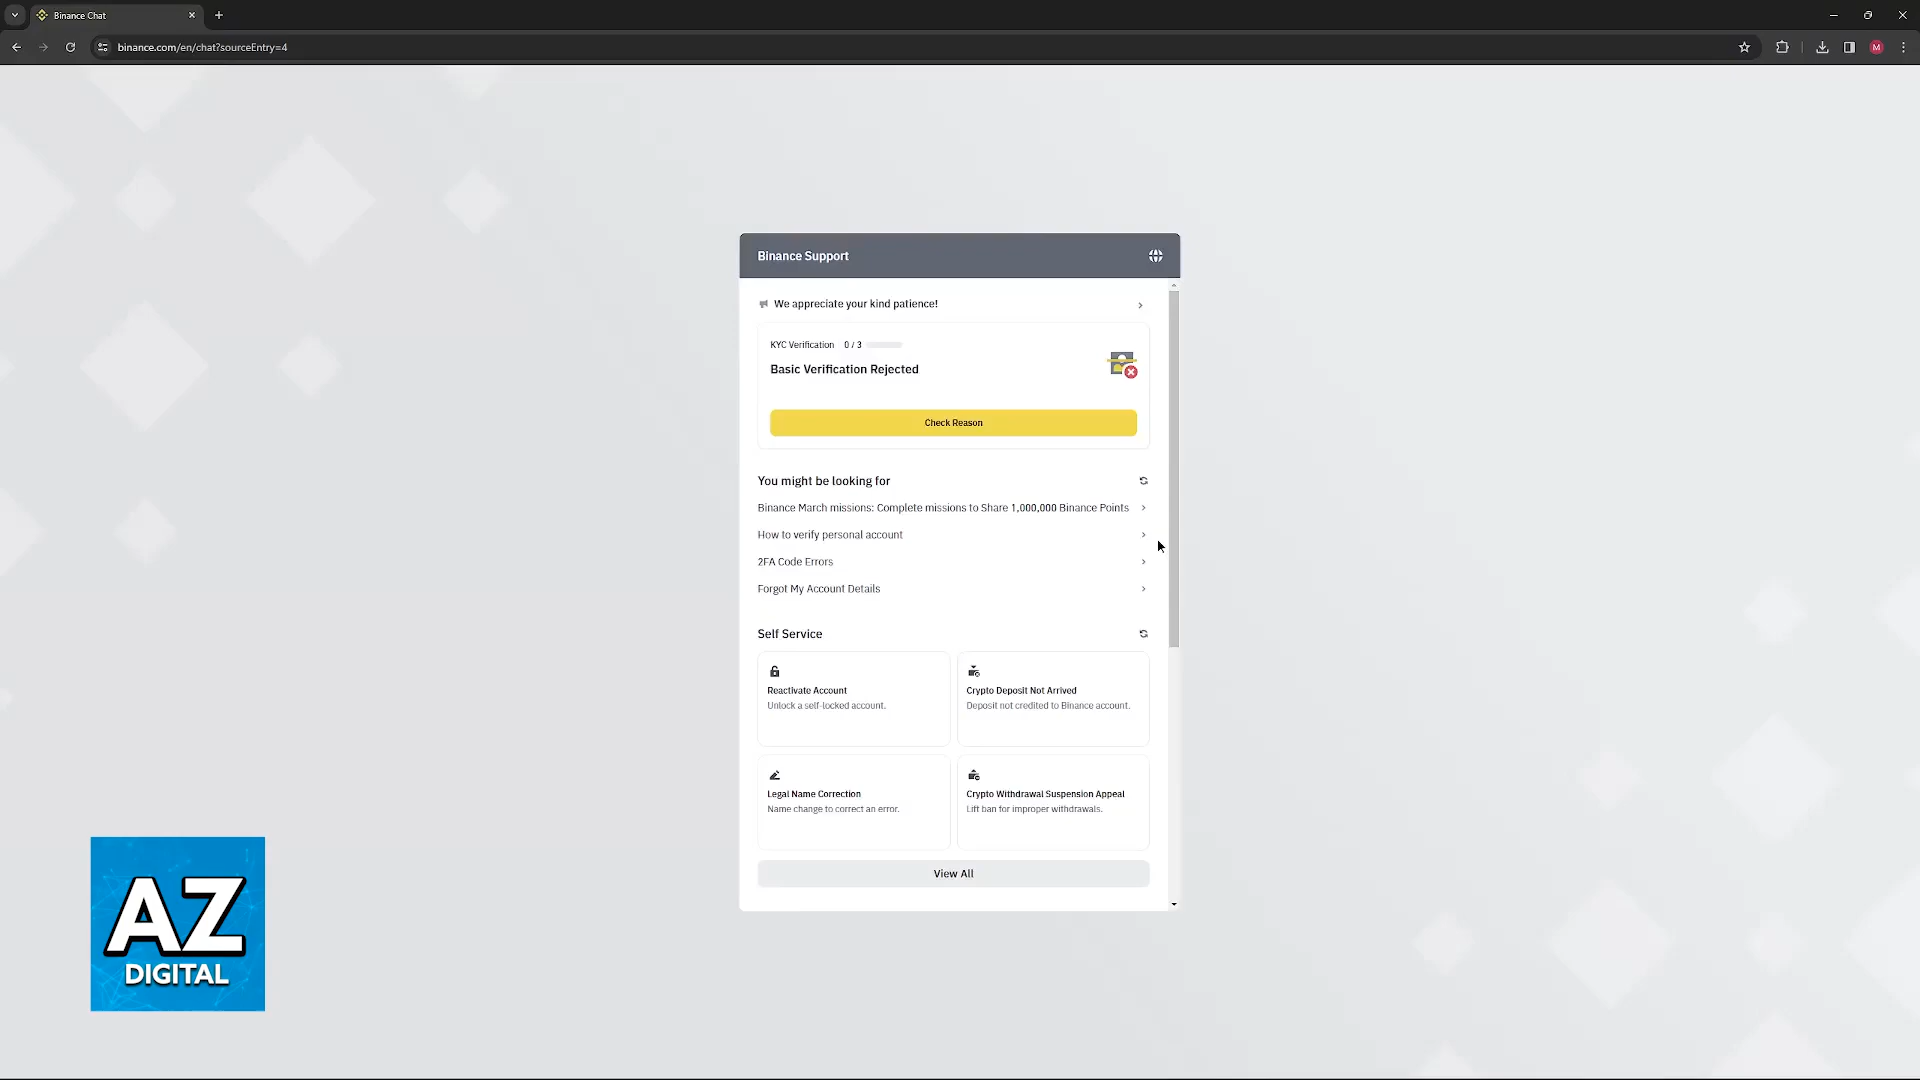 Binance Chat
binance.com/en/chat?sourceEntry=4
M
Binance Support
We appreciate your kind patience!
KYC Verification 0 / 3
Basic Verification Rejected
Check Reason
You might be looking for
Binance March missions: Complete missions to Share 1,000,000 Binance Points
How to verify personal account
2FA Code Errors
Forgot My Account Details
Self Service
Reactivate Account
Unlock a self-locked account.
Crypto Deposit Not Arrived
Deposit not credited to Binance account.
Legal Name Correction
Name change to correct an error.
Crypto Withdrawal Suspension Appeal
Lift ban for improper withdrawals.
View All
AZ
DIGITAL